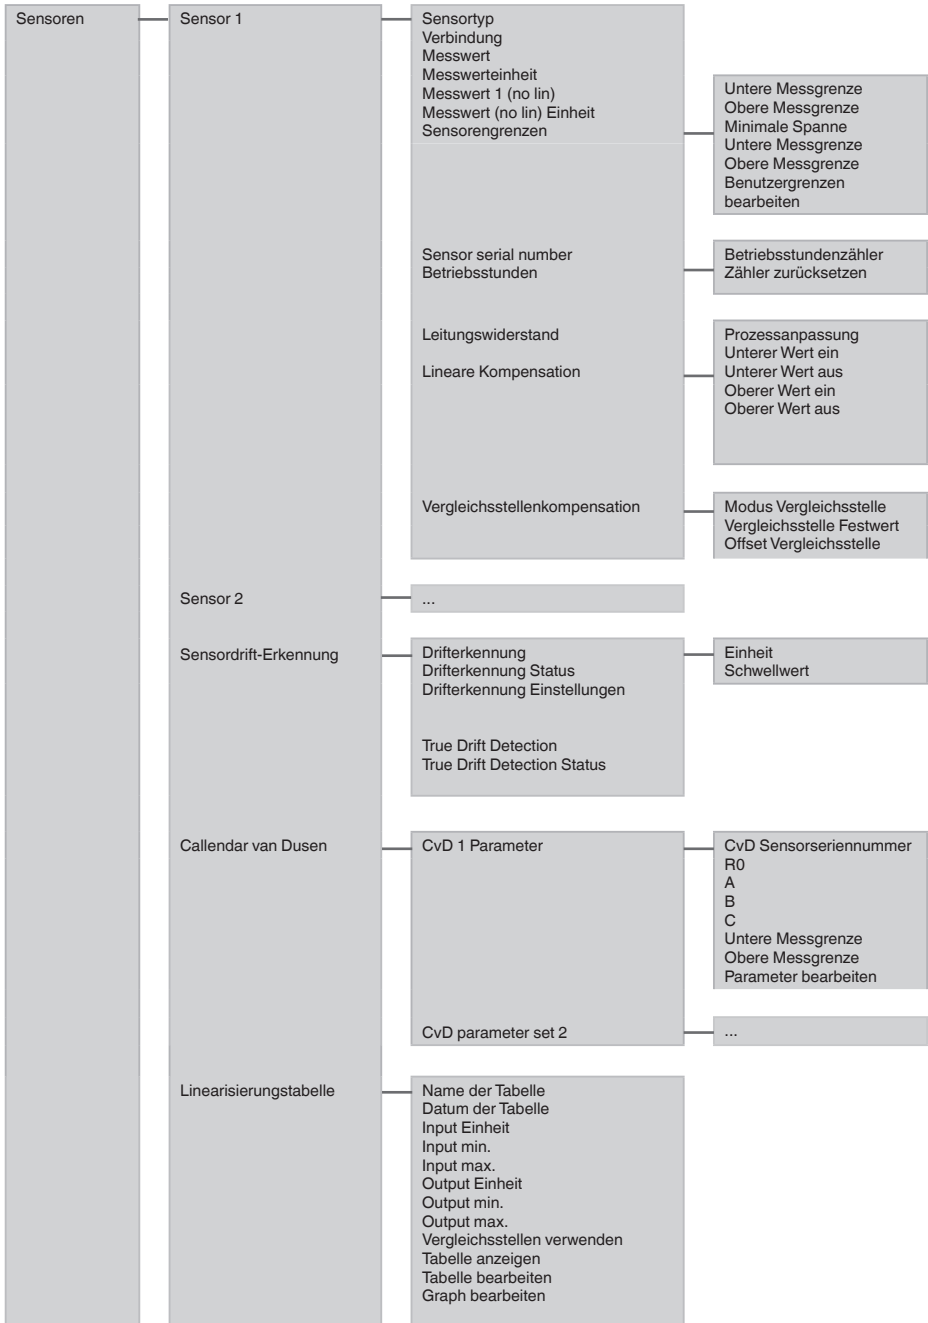 Sensoren
Sensor 1
Sensortyp
Verbindung
Messwert
Messwerteinheit
Messwert 1 (no lin)
Messwert (no lin) Einheit
Sensorengrenzen
Untere Messgrenze
Obere Messgrenze
Minimale Spanne
Untere Messgrenze
Obere Messgrenze
Benutzergrenzen
bearbeiten
Sensor serial number
Betriebsstunden
Betriebsstundenzähler
Zähler zurücksetzen
Leitungswiderstand
Lineare Kompensation
Prozessanpassung
Unterer Wert ein
Unterer Wert aus
Oberer Wert ein
Oberer Wert aus
Vergleichsstellenkompensation
Modus Vergleichsstelle
Vergleichsstelle Festwert
Offset Vergleichsstelle
Sensor 2
...
Sensordrift-Erkennung
Drifterkennung
Drifterkennung Status
Drifterkennung Einstellungen
Einheit
Schwellwert
True Drift Detection
True Drift Detection Status
Callendar van Dusen
CvD 1 Parameter
CvD Sensorseriennummer
R0
A
B
C
Untere Messgrenze
Obere Messgrenze
Parameter bearbeiten
CvD parameter set 2
...
Linearisierungstabelle
Name der Tabelle
Datum der Tabelle
Input Einheit
Input min.
Input max.
Output Einheit
Output min.
Output max.
Vergleichsstellen verwenden
Tabelle anzeigen
Tabelle bearbeiten
Graph bearbeiten